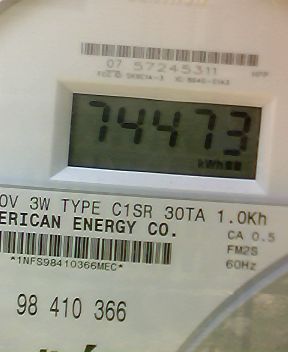 07 57245311
74473
kWh
0V 3W TYPE C1SR 30TA 1.0Kh
ERICAN ENERGY CO.
CA 0.5
FM2S
60Hz
*1NFS98410366MEC*
98 410 366